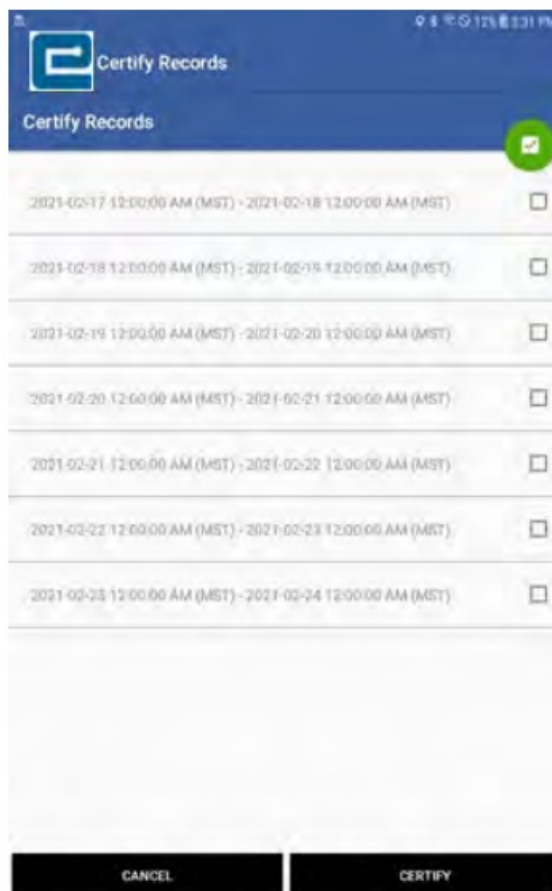 12% 3:31 PM
Certify Records
Certify Records
2021-02-17 12:00:00 AM (MST) - 2021-02-18 12:00:00 AM (MST)
2021-02-18 12:00:00 AM (MST) - 2021-02-19 12:00:00 AM (MST)
2021-02-19 12:00:00 AM (MST) - 2021-02-20 12:00:00 AM (MST)
2021-02-20 12:00:00 AM (MST) - 2021-02-21 12:00:00 AM (MST)
2021-02-21 12:00:00 AM (MST) - 2021-02-22 12:00:00 AM (MST)
2021-02-22 12:00:00 AM (MST) - 2021-02-23 12:00:00 AM (MST)
2021-02-23 12:00:00 AM (MST) - 2021-02-24 12:00:00 AM (MST)
CANCEL
CERTIFY